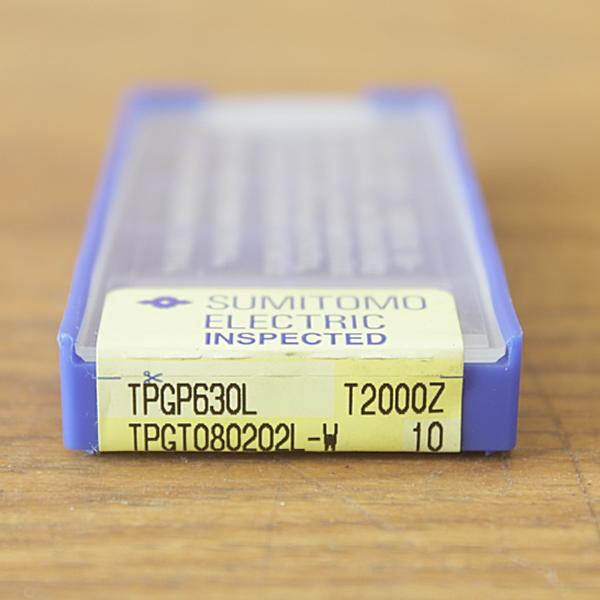 SUMITOMO
ELECTRIC
INSPECTED
TPGP630L T2000Z
TPGT080202L-W 10